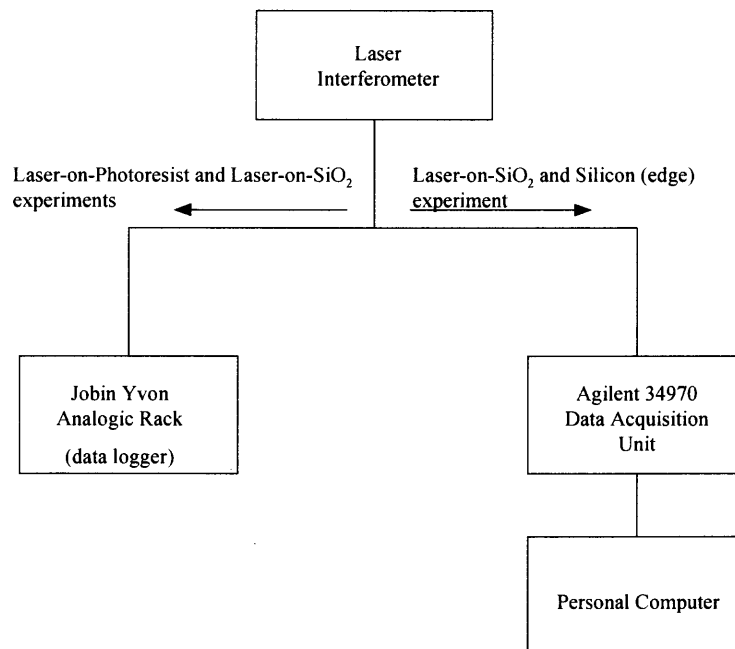 Laser
Interferometer
Laser-on-Photoresist and Laser-on-SiO₂
experiments
Laser-on-SiO₂ and Silicon (edge)
experiment
Jobin Yvon
Analogic Rack
(data logger)
Agilent 34970
Data Acquisition
Unit
Personal Computer